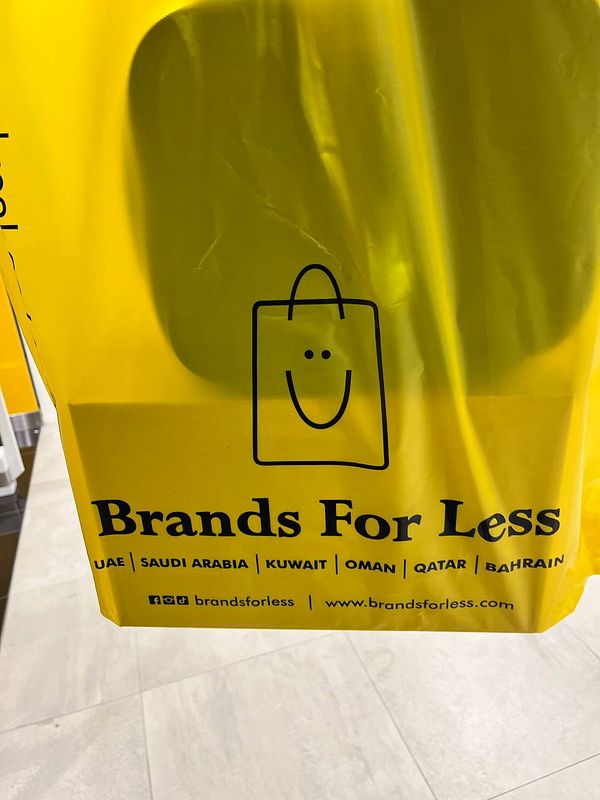 Brands For Less
UAE | SAUDI ARABIA | KUWAIT | OMAN | QATAR | BAHRAIN
brandsforless | www.brandsforless.com